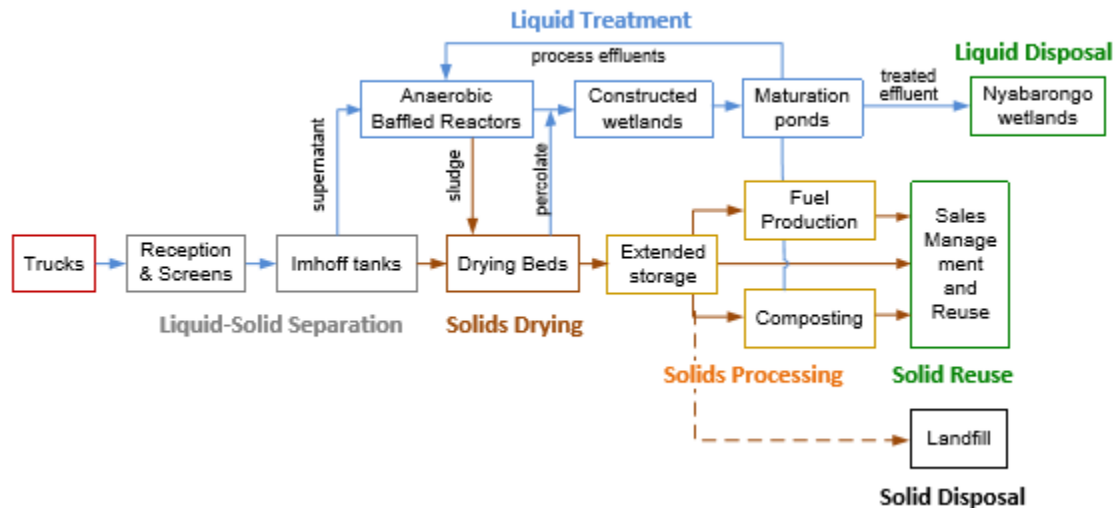 Liquid Treatment
process effluents
Liquid Disposal
Anaerobic
Baffled Reactors
Constructed
wetlands
Maturation
ponds
treated
effluent
Nyabarongo
wetlands
supernatant
sludge
percolate
Fuel
Production
Sales
Manage
ment
and
Reuse
Trucks
Reception
& Screens
Imhoff tanks
Drying Beds
Extended
storage
Composting
Liquid-Solid Separation
Solids Drying
Solids Processing
Solid Reuse
Landfill
Solid Disposal